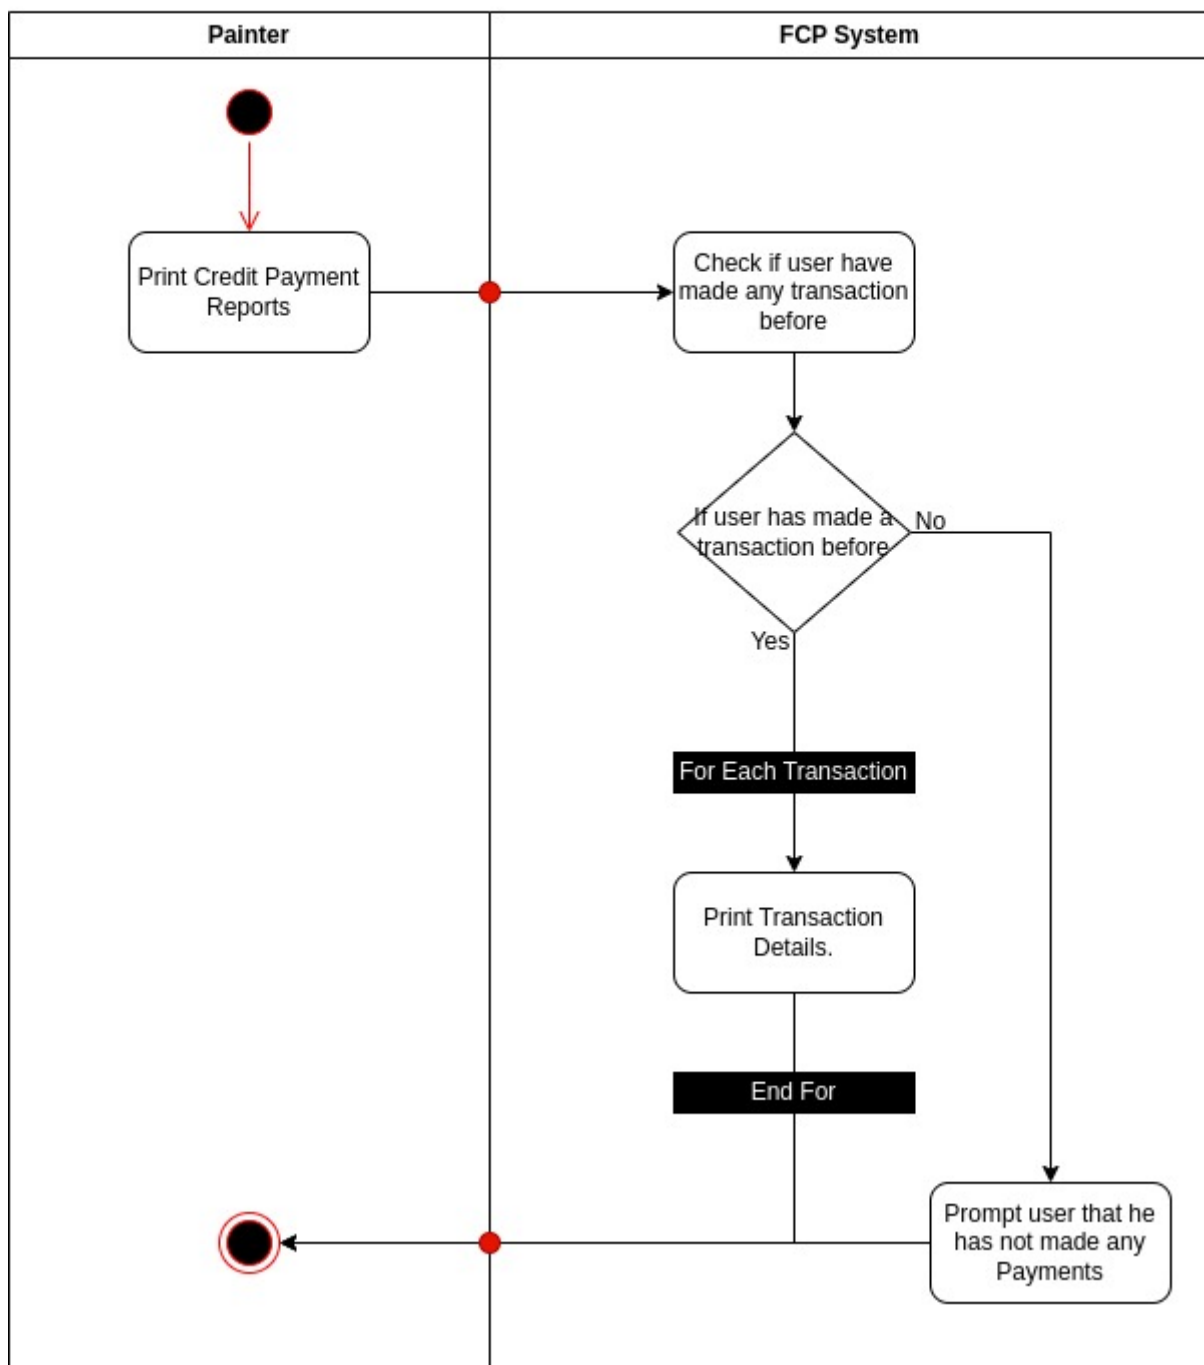 Painter
FCP System
Print Credit Payment
Reports
Check if user have
made any transaction
before
If user has made a
transaction before
No
Yes
For Each Transaction
Print Transaction
Details.
End For
Prompt user that he
has not made any
Payments